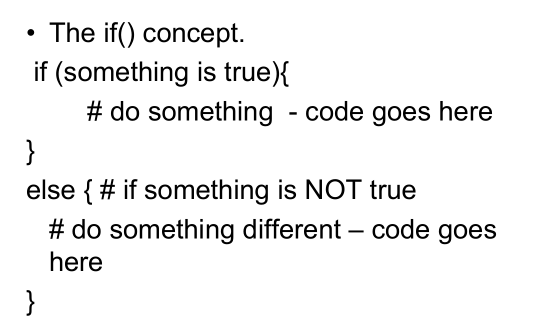 • The if() concept.
if (something is true){
# do something - code goes here
}
else { # if something is NOT true
# do something different – code goes
here
}